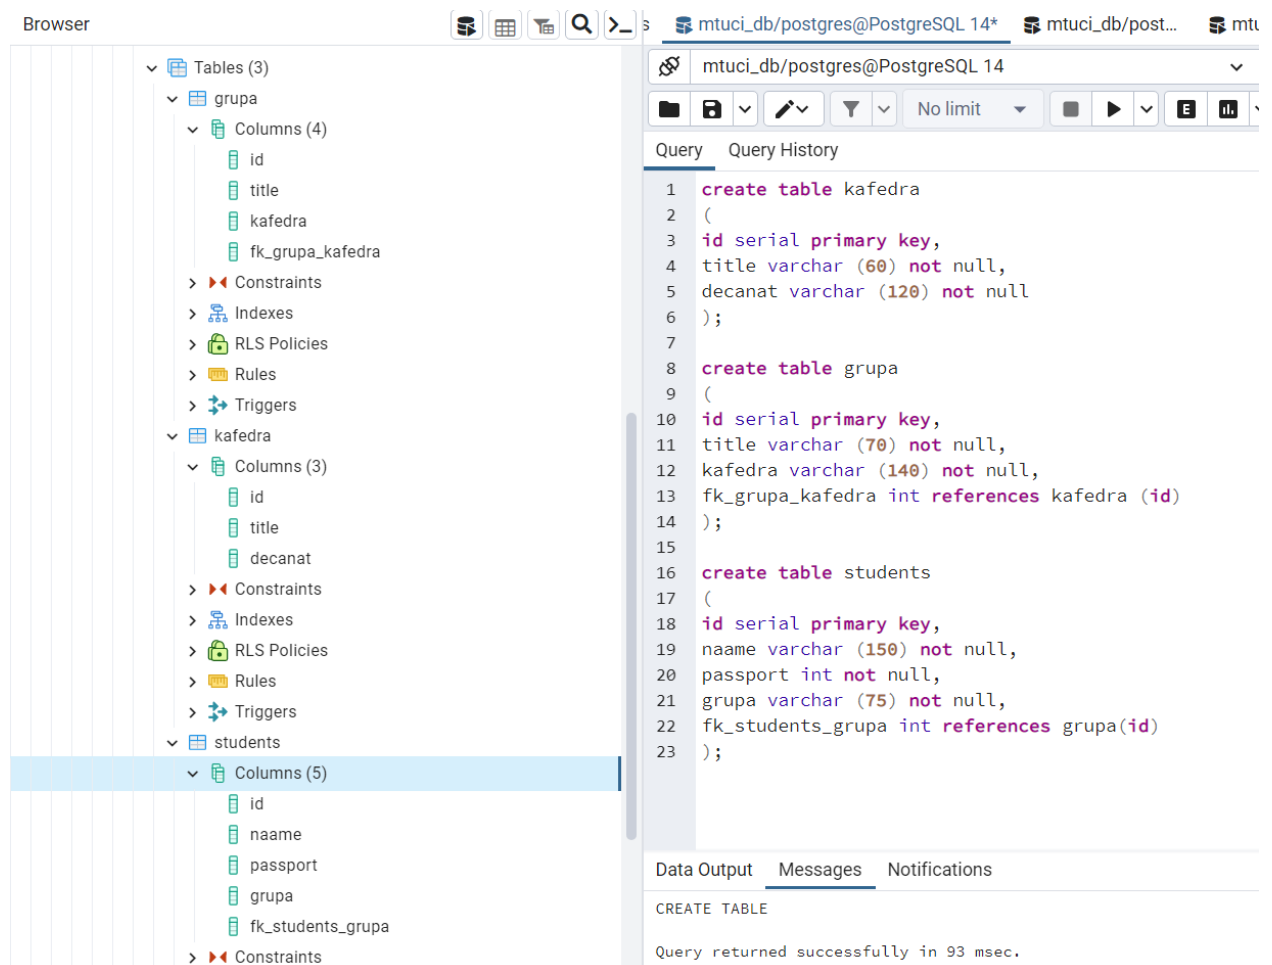 Browser
Tables (3)
grupa
Columns (4)
id
title
kafedra
fk_grupa_kafedra
Constraints
Indexes
RLS Policies
Rules
Triggers
kafedra
Columns (3)
id
title
decanat
Constraints
Indexes
RLS Policies
Rules
Triggers
students
Columns (5)
id
naame
passport
grupa
fk_students_grupa
Constraints
s mtuci_db/postgres@PostgreSQL 14* mtuci_db/post... mtu
mtuci_db/postgres@PostgreSQL 14
No limit E
Query Query History
1 create table kafedra
2 (
3 id serial primary key,
4 title varchar (60) not null,
5 decanat varchar (120) not null
6 );
7
8 create table grupa
9 (
10 id serial primary key,
11 title varchar (70) not null,
12 kafedra varchar (140) not null,
13 fk_grupa_kafedra int references kafedra (id)
14 );
15
16 create table students
17 (
18 id serial primary key,
19 naame varchar (150) not null,
20 passport int not null,
21 grupa varchar (75) not null,
22 fk_students_grupa int references grupa(id)
23 );
Data Output Messages Notifications
CREATE TABLE
Query returned successfully in 93 msec.